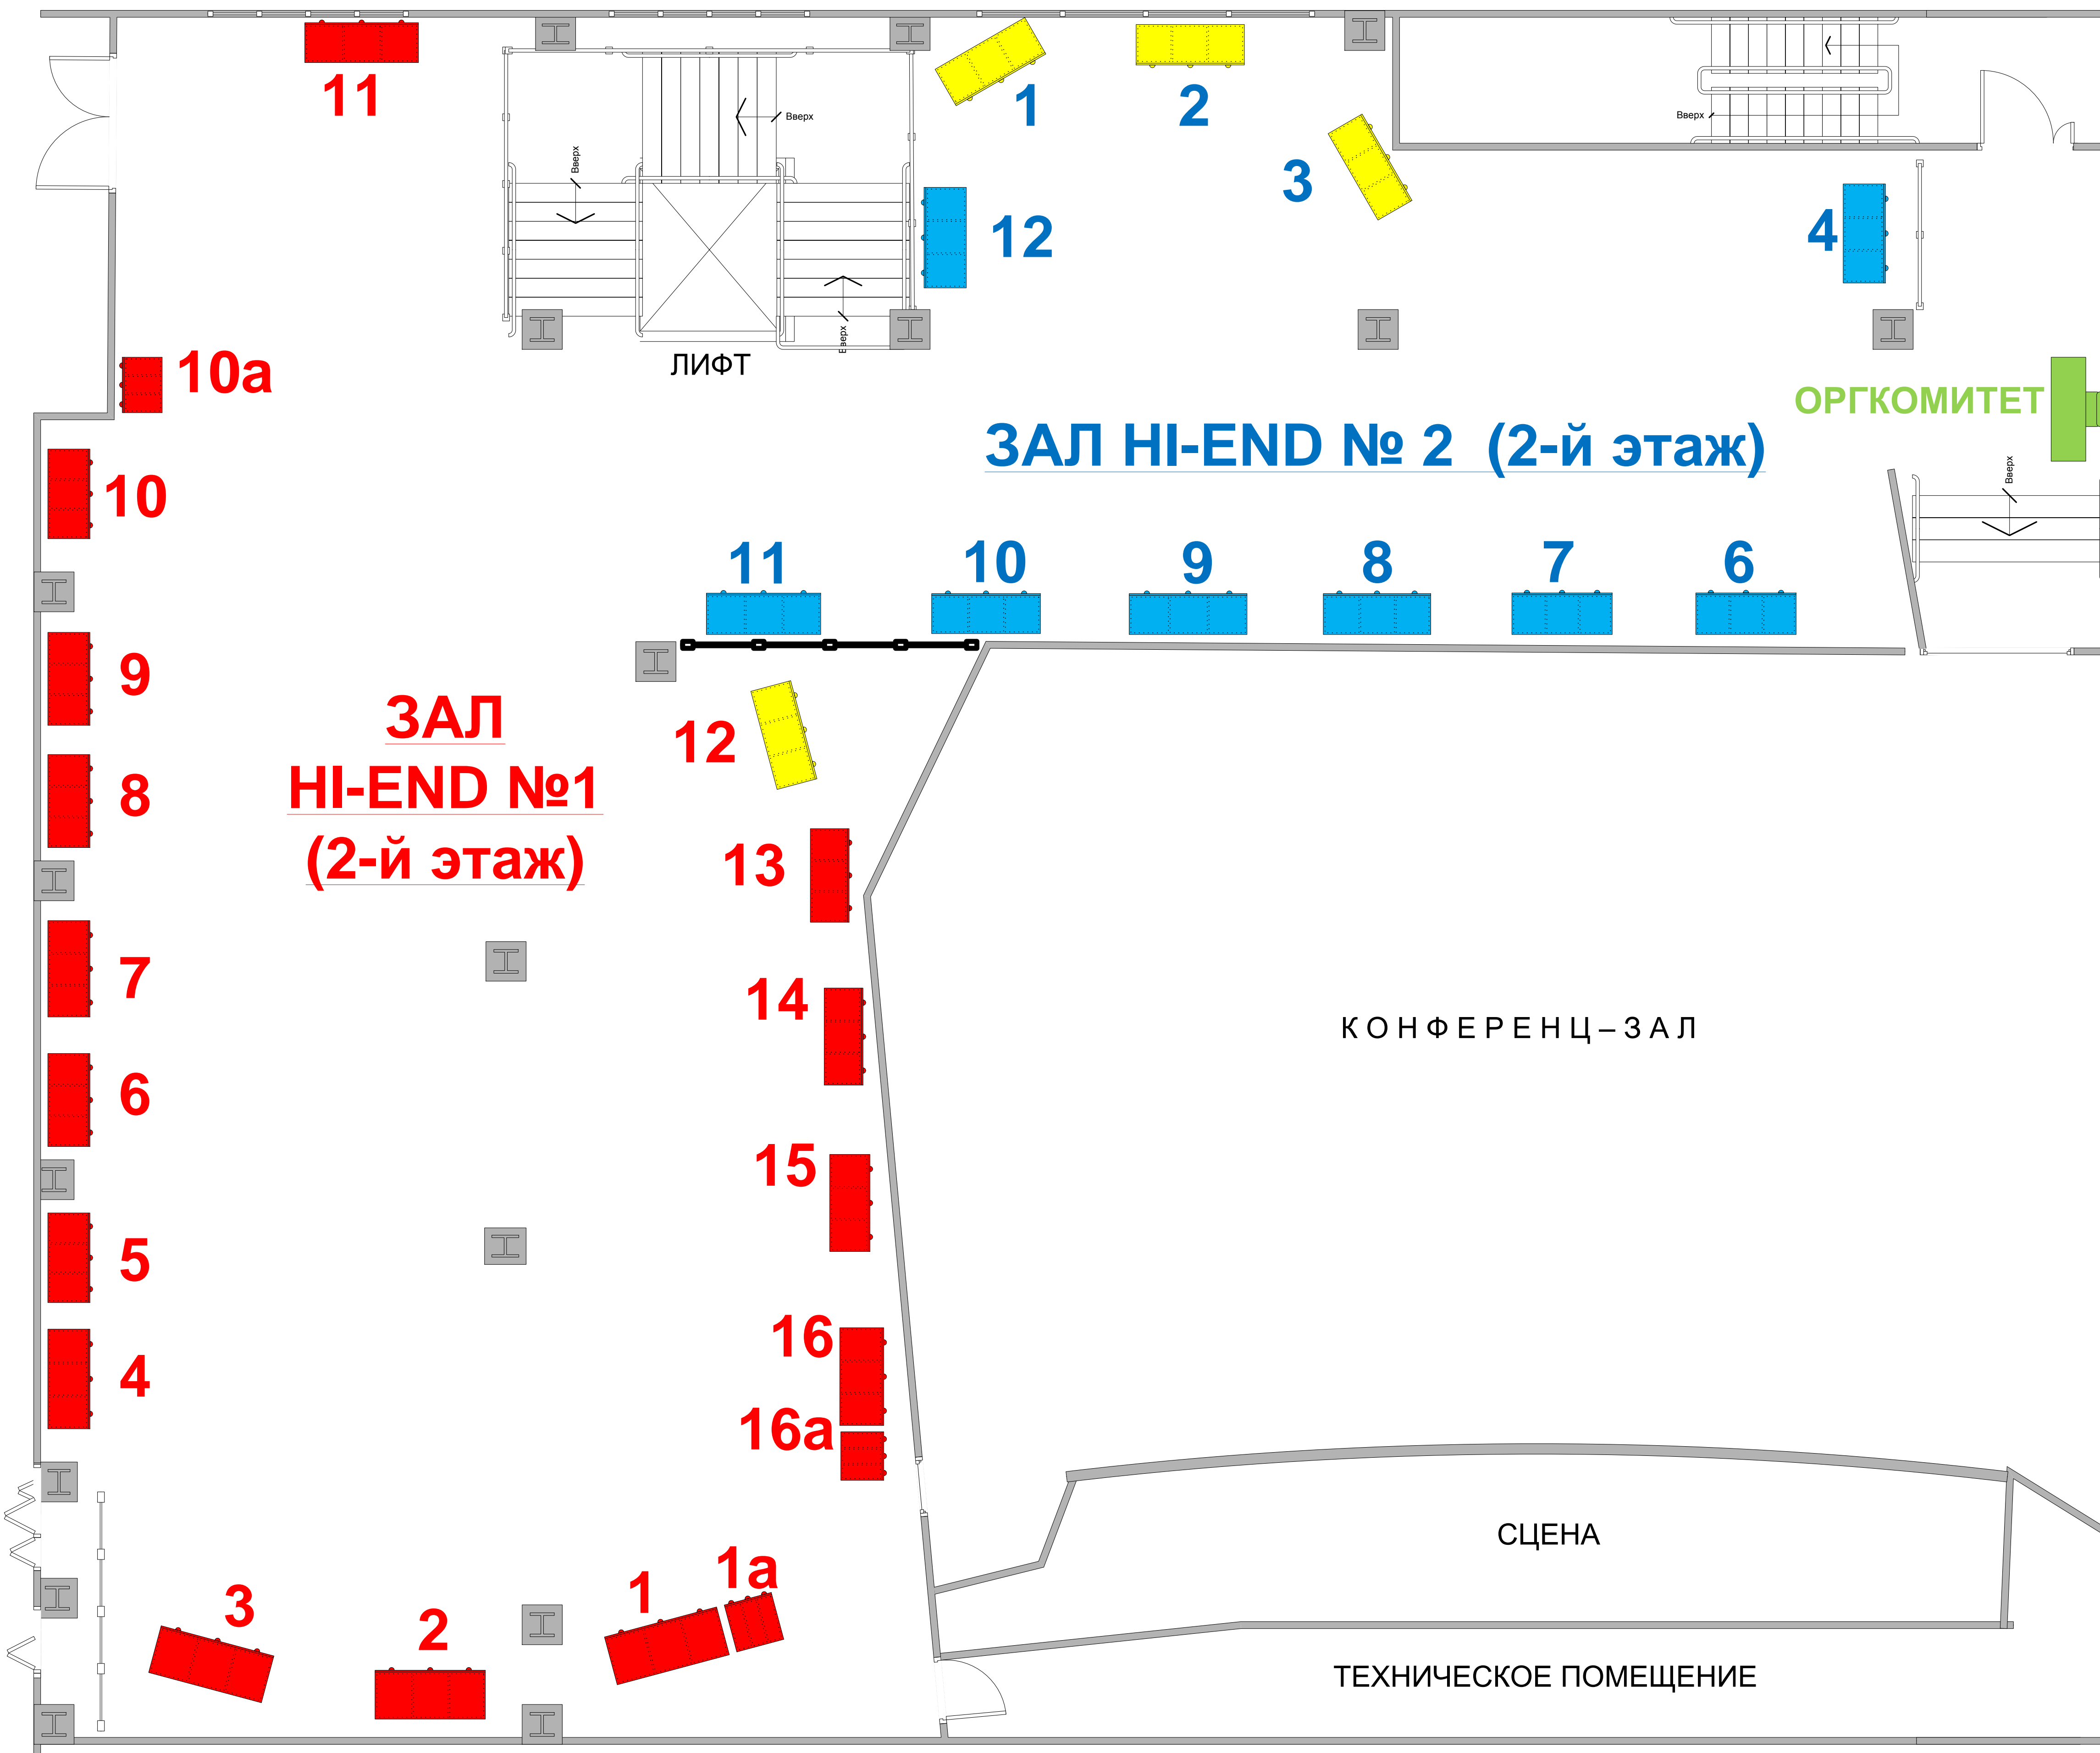 11
1
2
Вверх
Вверх
Вверх
3
12
4
Вверх
ЛИФТ
10а
ОРГКОМИТЕТ
ЗАЛ HI-END № 2 (2-й этаж)
10
Вверх
11
10
9
8
7
6
9
ЗАЛ
HI-END №1
(2-й этаж)
12
8
13
7
14
КОНФЕРЕНЦ–ЗАЛ
6
15
5
16
4
16а
СЦЕНА
1а
1
3
2
ТЕХНИЧЕСКОЕ ПОМЕЩЕНИЕ